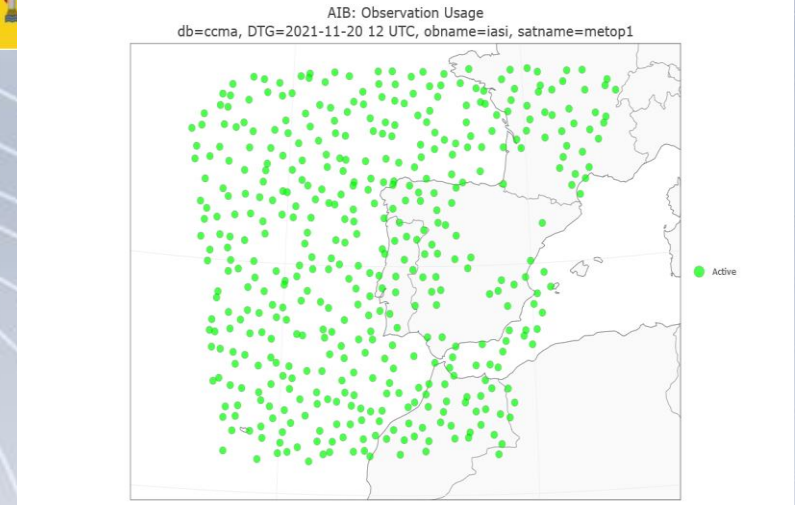 AIB: Observation Usage
db=ccma, DTG=2021-11-20 12 UTC, obname=iasi, satname=metop1
Active